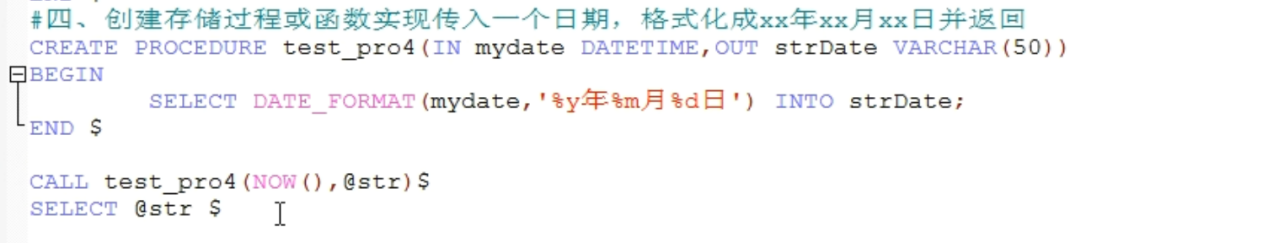 #四、创建存储过程或函数实现传入一个日期，格式化成xx年xx月xx日并返回
CREATE PROCEDURE test_pro4(IN mydate DATETIME,OUT strDate VARCHAR(50))
BEGIN
SELECT DATE_FORMAT(mydate,'%y年%m月%d日') INTO strDate;
END $
CALL test_pro4(NOW(),@str)$
SELECT @str $